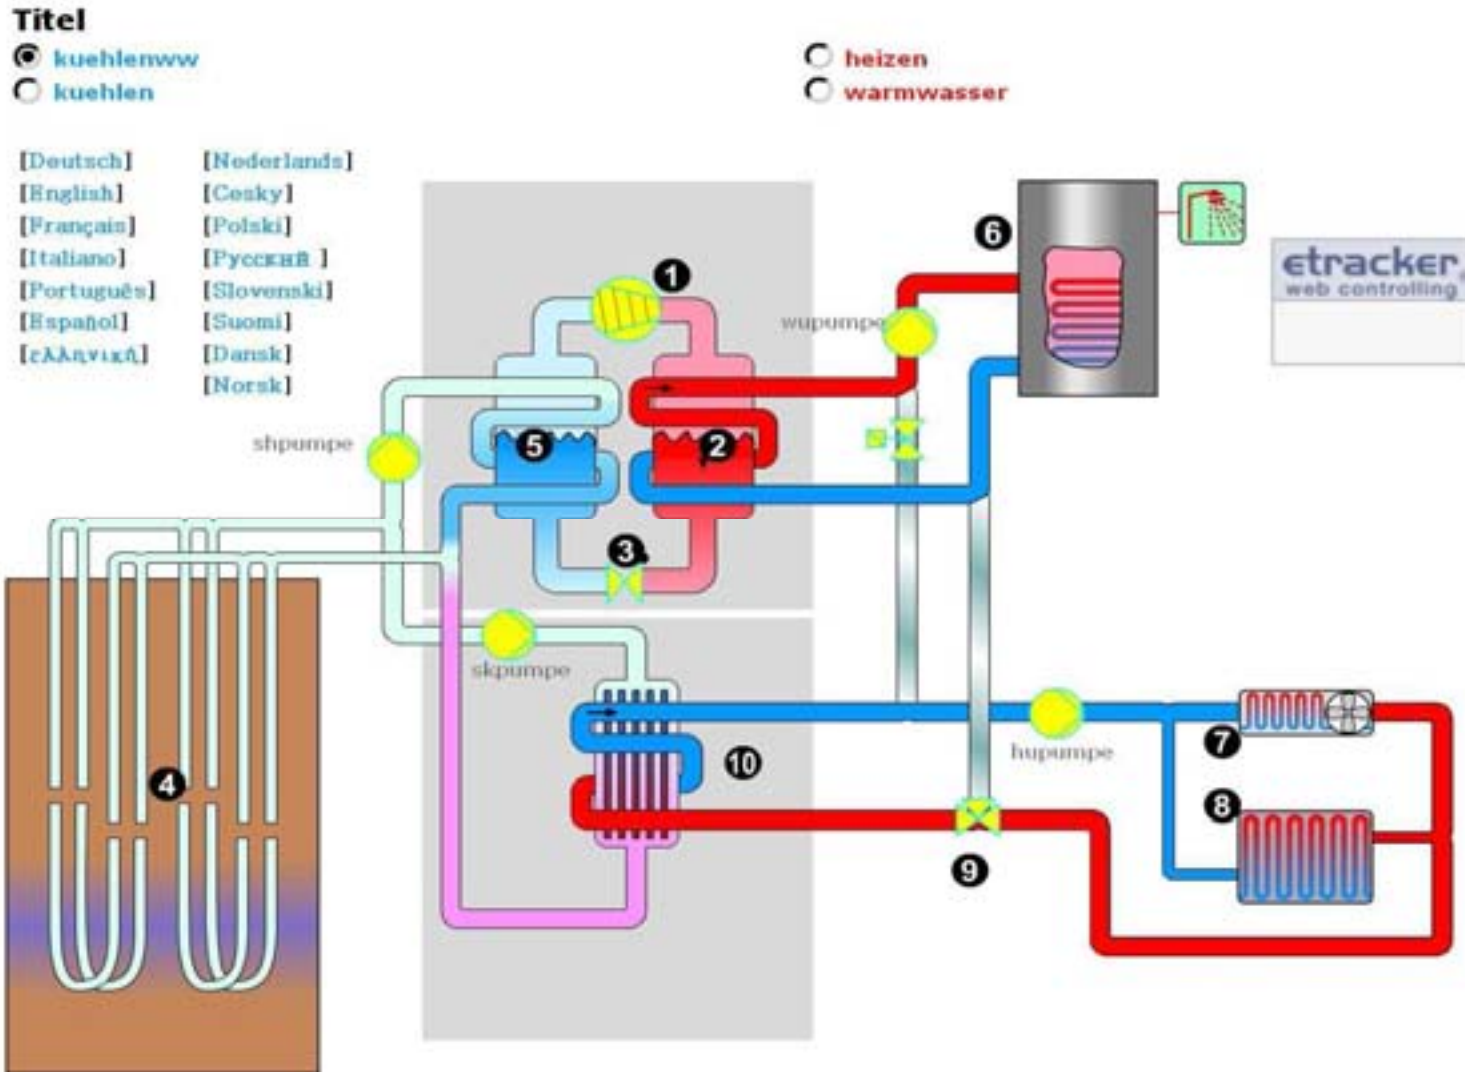 Titel
kuehlenww
kuehlen
heizen
warmwasser
[Deutsch]
[English]
[Français]
[Italiano]
[Português]
[Español]
[ελληνική]
[Nederlands]
[Cesky]
[Polski]
[Русский ]
[Slovenski]
[Suomi]
[Dansk]
[Norsk]
etracker
web controlling
1
6
wupumpe
shpumpe
5
2
3
skpumpe
4
10
hupumpe
7
8
9